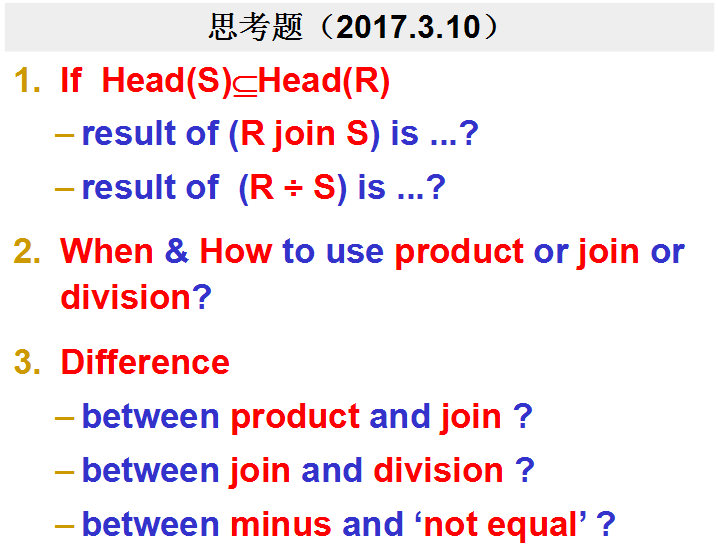 思考题（2017.3.10）
1. If Head(S)⊆Head(R)
– result of (R join S) is ...?
– result of (R ÷ S) is ...?
2. When & How to use product or join or
division?
3. Difference
– between product and join ?
– between join and division ?
– between minus and ‘not equal’ ?